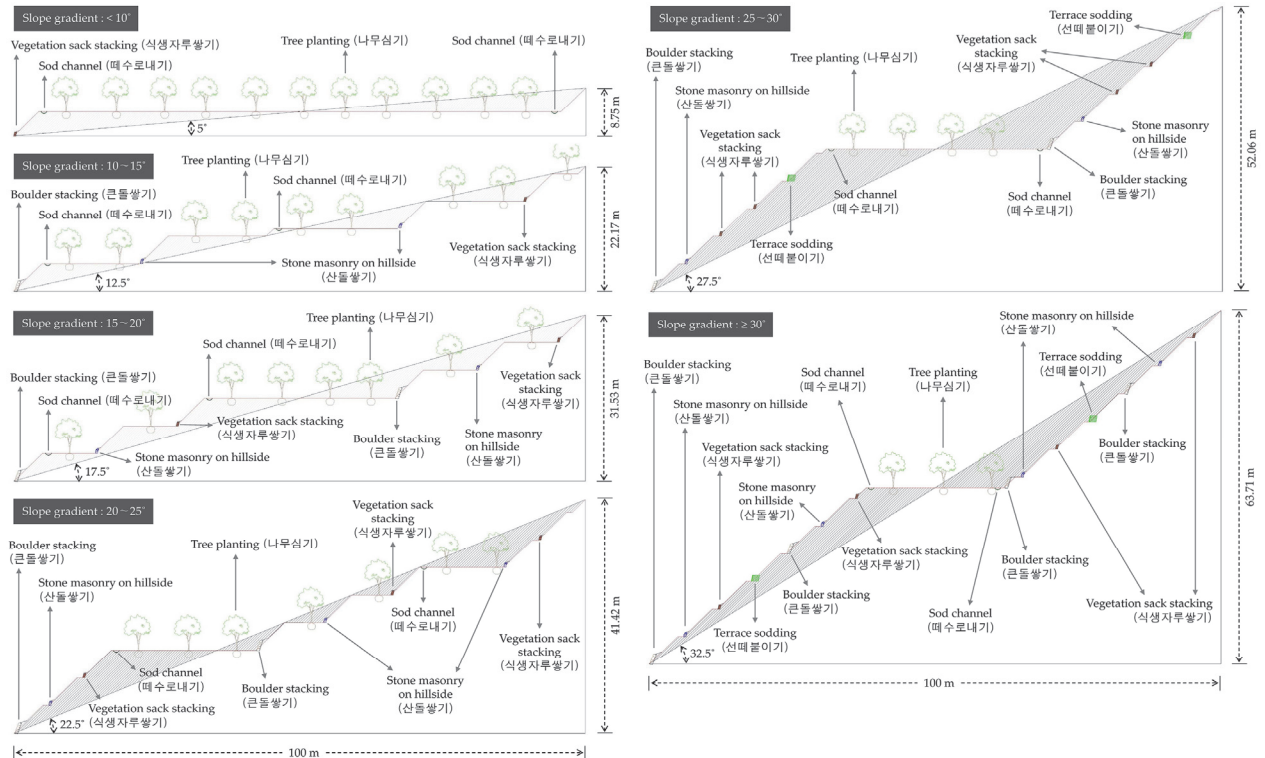 Slope gradient : < 10˚
Vegetation sack stacking (식생자루쌓기)
Sod channel (떼수로내기)
Tree planting (나무심기)
Sod channel (떼수로내기)
5˚
8.75 m
Slope gradient : 10~15˚
Boulder stacking (큰돌쌓기)
Sod channel (떼수로내기)
Tree planting (나무심기)
Sod channel (떼수로내기)
Stone masonry on hillside
(산돌쌓기)
Vegetation sack stacking
(식생자루쌓기)
12.5˚
22.17 m
Slope gradient : 15~20˚
Boulder stacking (큰돌쌓기)
Sod channel (떼수로내기)
Sod channel (떼수로내기)
Tree planting (나무심기)
Stone masonry on hillside
(산돌쌓기)
Vegetation sack stacking
(식생자루쌓기)
Boulder stacking
(큰돌쌓기)
Stone masonry
on hillside
(산돌쌓기)
Vegetation sack
stacking
(식생자루쌓기)
17.5˚
31.53 m
Slope gradient : 20~25˚
Boulder stacking
(큰돌쌓기)
Stone masonry on hillside
(산돌쌓기)
Tree planting (나무심기)
Vegetation sack
stacking
(식생자루쌓기)
Sod channel
(떼수로내기)
Vegetation sack stacking
(식생자루쌓기)
Boulder stacking
(큰돌쌓기)
Sod channel
(떼수로내기)
Stone masonry
on hillside
(산돌쌓기)
Vegetation sack
stacking
(식생자루쌓기)
22.5˚
41.42 m
100 m
Slope gradient : 25~30˚
Boulder stacking
(큰돌쌓기)
Stone masonry on hillside
(산돌쌓기)
Vegetation sack
stacking
(식생자루쌓기)
Tree planting (나무심기)
Terrace sodding
(선떼붙이기)
Vegetation sack
stacking
(식생자루쌓기)
Stone masonry
on hillside
(산돌쌓기)
Boulder stacking
(큰돌쌓기)
Sod channel
(떼수로내기)
Sod channel
(떼수로내기)
Terrace sodding
(선떼붙이기)
27.5˚
52.06 m
Slope gradient : ≥ 30˚
Boulder stacking
(큰돌쌓기)
Stone masonry on hillside
(산돌쌓기)
Vegetation sack stacking
(식생자루쌓기)
Stone masonry
on hillside
(산돌쌓기)
Sod channel
(떼수로내기)
Tree planting
(나무심기)
Stone masonry on hillside
(산돌쌓기)
Terrace sodding
(선떼붙이기)
Boulder stacking
(큰돌쌓기)
Vegetation sack stacking
(식생자루쌓기)
Boulder stacking
(큰돌쌓기)
Boulder stacking
(큰돌쌓기)
Sod channel
(떼수로내기)
Vegetation sack stacking
(식생자루쌓기)
Terrace sodding
(선떼붙이기)
32.5˚
63.71 m
100 m